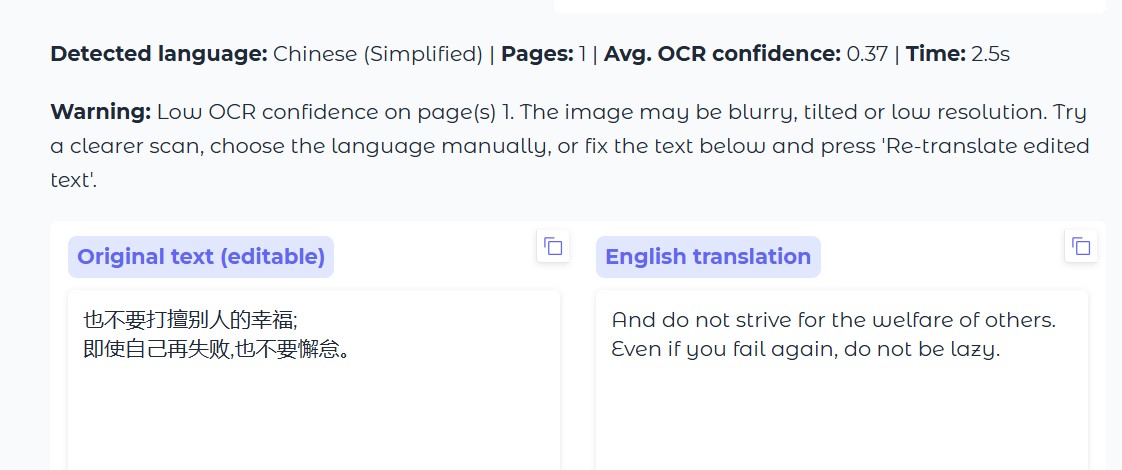 Detected language: Chinese (Simplified) | Pages: 1 | Avg. OCR confidence: 0.37 | Time: 2.5s
Warning: Low OCR confidence on page(s) 1. The image may be blurry, tilted or low resolution. Try
a clearer scan, choose the language manually, or fix the text below and press 'Re-translate edited
text'.
Original text (editable)
English translation
也不要打擅别人的幸福;
即使自己再失败,也不要懈怠。
And do not strive for the welfare of others.
Even if you fail again, do not be lazy.